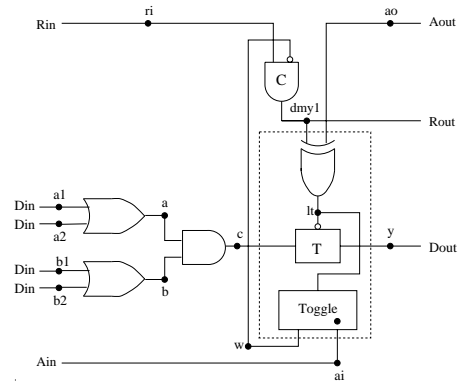 ri
ao
Rin
Aout
C
dmy1
Rout
lt
a1
Din
a
Din
a2
c
y
T
Dout
b1
Din
Din
b2
b
Toggle
w
Ain
ai